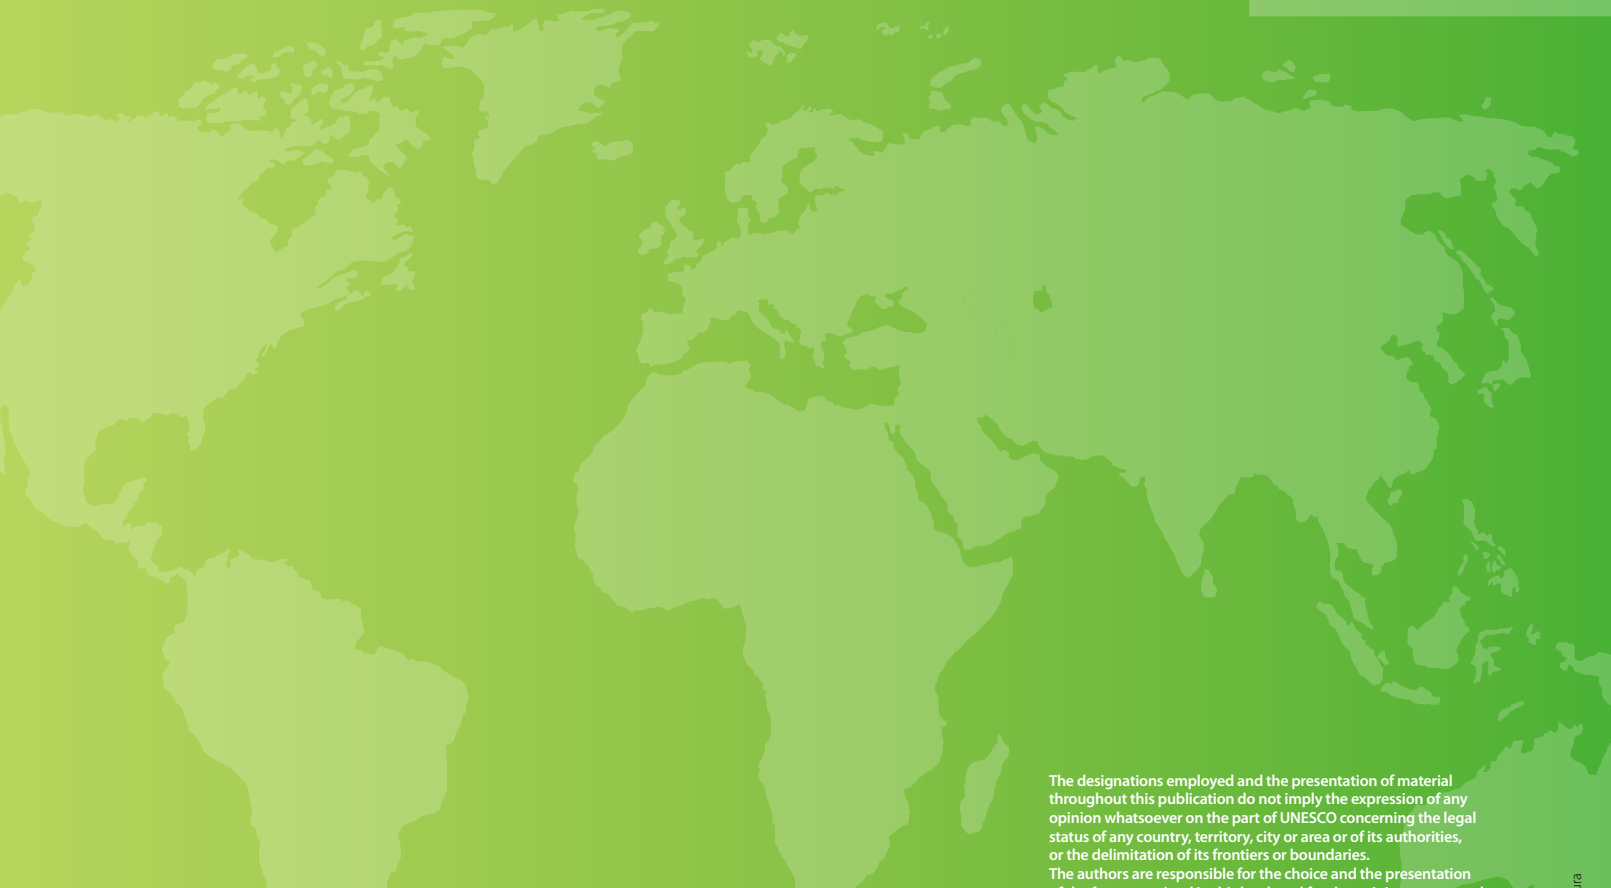 The designations employed and the presentation of material
throughout this publication do not imply the expression of any
opinion whatsoever on the part of UNESCO concerning the legal
status of any country, territory, city or area or of its authorities,
or the delimitation of its frontiers or boundaries.
The authors are responsible for the choice and the presentation